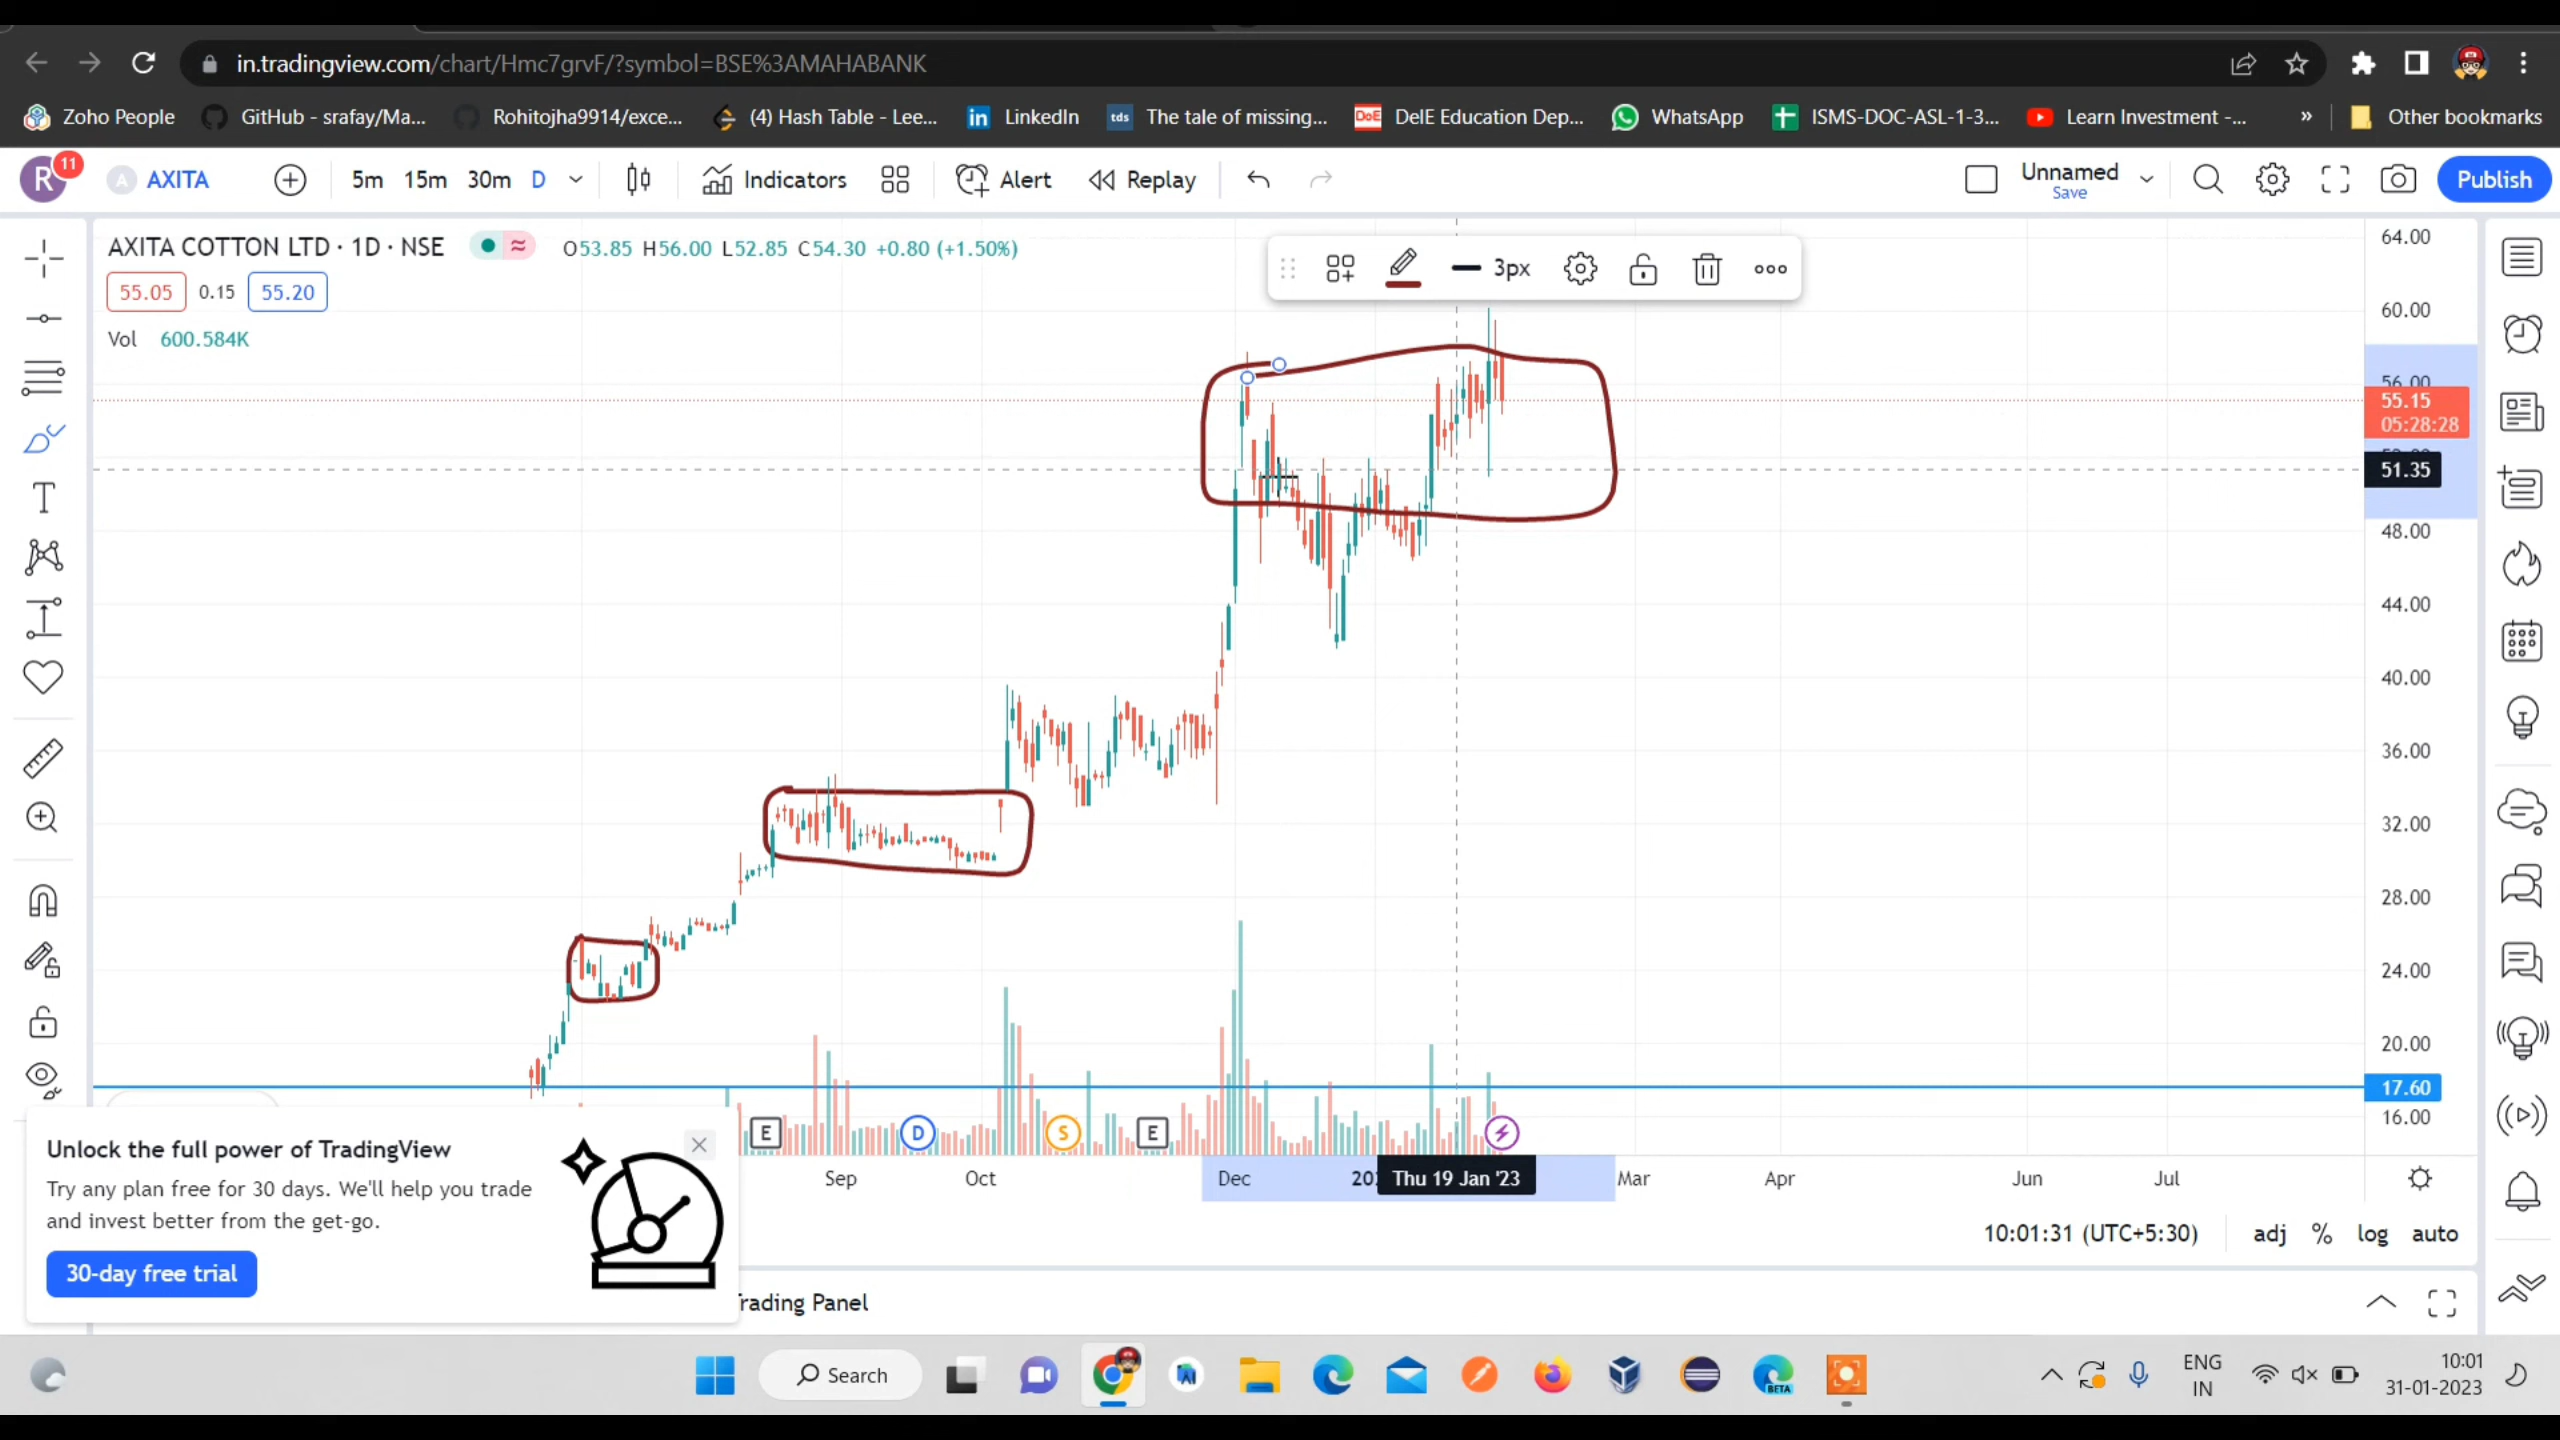 in.tradingview.com/chart/Hmc7grvF/?symbol=BSE%3AMAHABANK
Zoho People
GitHub - srafay/Ma...
Rohitojha9914/exce...
(4) Hash Table - Lee...
in
LinkedIn
tds
The tale of missing...
DoE
DelE Education Dep...
WhatsApp
ISMS-DOC-ASL-1-3...
Learn Investment -...
»
Other bookmarks
R
11
A
AXITA
5m
15m
30m
D
Indicators
Alert
Replay
Unnamed
Save
Publish
AXITA COTTON LTD · 1D · NSE
O53.85 H56.00 L52.85 C54.30 +0.80 (+1.50%)
55.05
0.15
55.20
Vol 600.584K
3px
64.00
60.00
56.00
55.15
05:28:28
51.35
48.00
44.00
40.00
36.00
32.00
28.00
24.00
20.00
17.60
16.00
T
E
D
S
E
Sep
Oct
Dec
Thu 19 Jan '23
Mar
Apr
Jun
Jul
Unlock the full power of TradingView
Try any plan free for 30 days. We'll help you trade
and invest better from the get-go.
30-day free trial
10:01:31 (UTC+5:30)
adj
%
log
auto
Trading Panel
Search
BETA
ENG
IN
10:01
31-01-2023